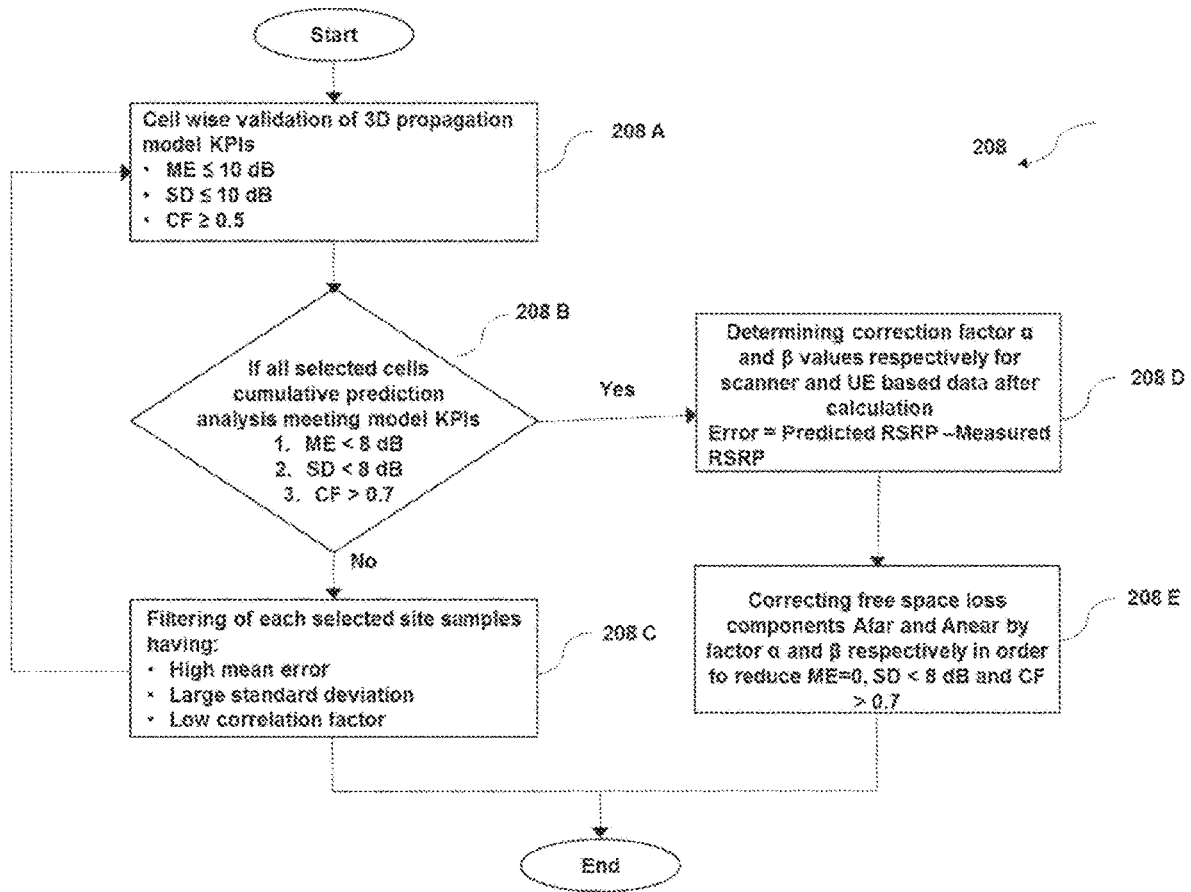 Start
Cell wise validation of 3D propagation
model KPIs
• ME ≤ 10 dB
• SD ≤ 10 dB
• CF ≥ 0.5
208 A
208
208 B
If all selected cells
cumulative prediction
analysis meeting model KPIs
1. ME < 8 dB
2. SD < 8 dB
3. CF > 0.7
Yes
Determining correction factor α
and β values respectively for
scanner and UE based data after
calculation
Error = Predicted RSRP –Measured
RSRP
208 D
No
Filtering of each selected site samples
having:
• High mean error
• Large standard deviation
• Low correlation factor
208 C
Correcting free space loss
components Afar and Anear by
factor α and β respectively in order
to reduce ME=0, SD < 8 dB and CF
> 0.7
208 E
End